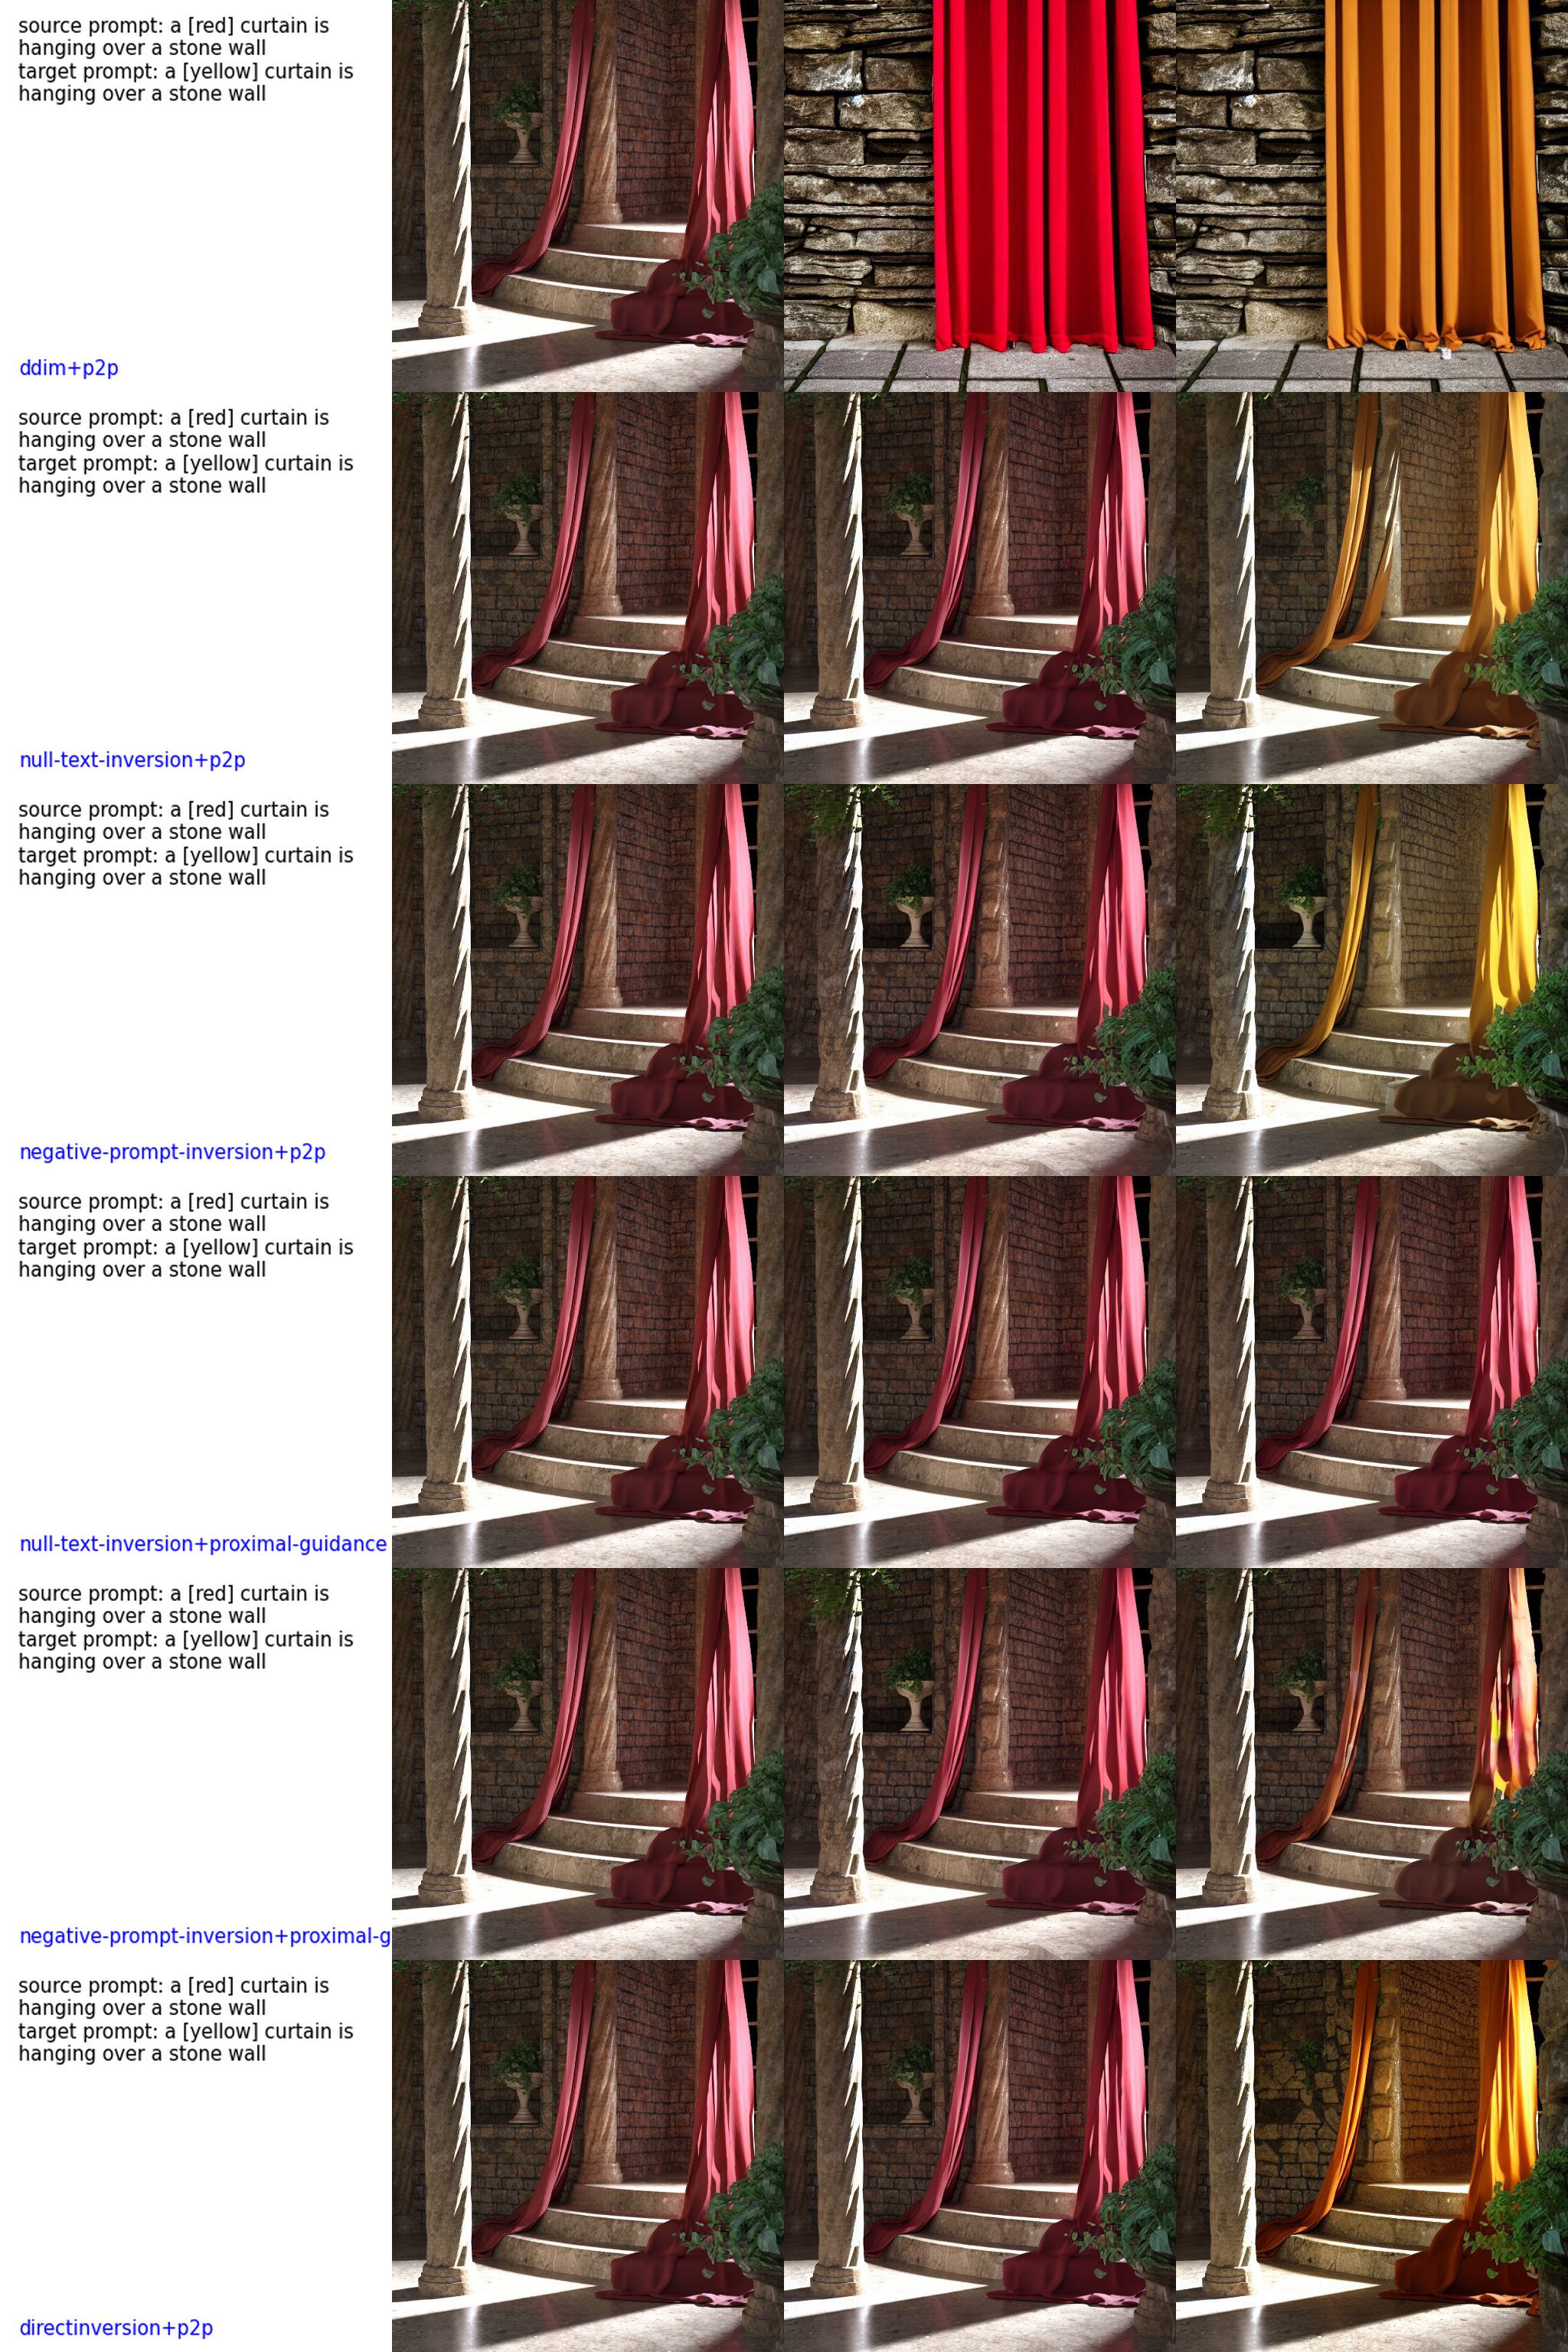 source prompt: a [red] curtain is
hanging over a stone wall
target prompt: a [yellow] curtain is
hanging over a stone wall
ddim+p2p
source prompt: a [red] curtain is
hanging over a stone wall
target prompt: a [yellow] curtain is
hanging over a stone wall
null-text-inversion+p2p
source prompt: a [red] curtain is
hanging over a stone wall
target prompt: a [yellow] curtain is
hanging over a stone wall
negative-prompt-inversion+p2p
source prompt: a [red] curtain is
hanging over a stone wall
target prompt: a [yellow] curtain is
hanging over a stone wall
null-text-inversion+proximal-guidance
source prompt: a [red] curtain is
hanging over a stone wall
target prompt: a [yellow] curtain is
hanging over a stone wall
negative-prompt-inversion+proximal-g
source prompt: a [red] curtain is
hanging over a stone wall
target prompt: a [yellow] curtain is
hanging over a stone wall
directinversion+p2p